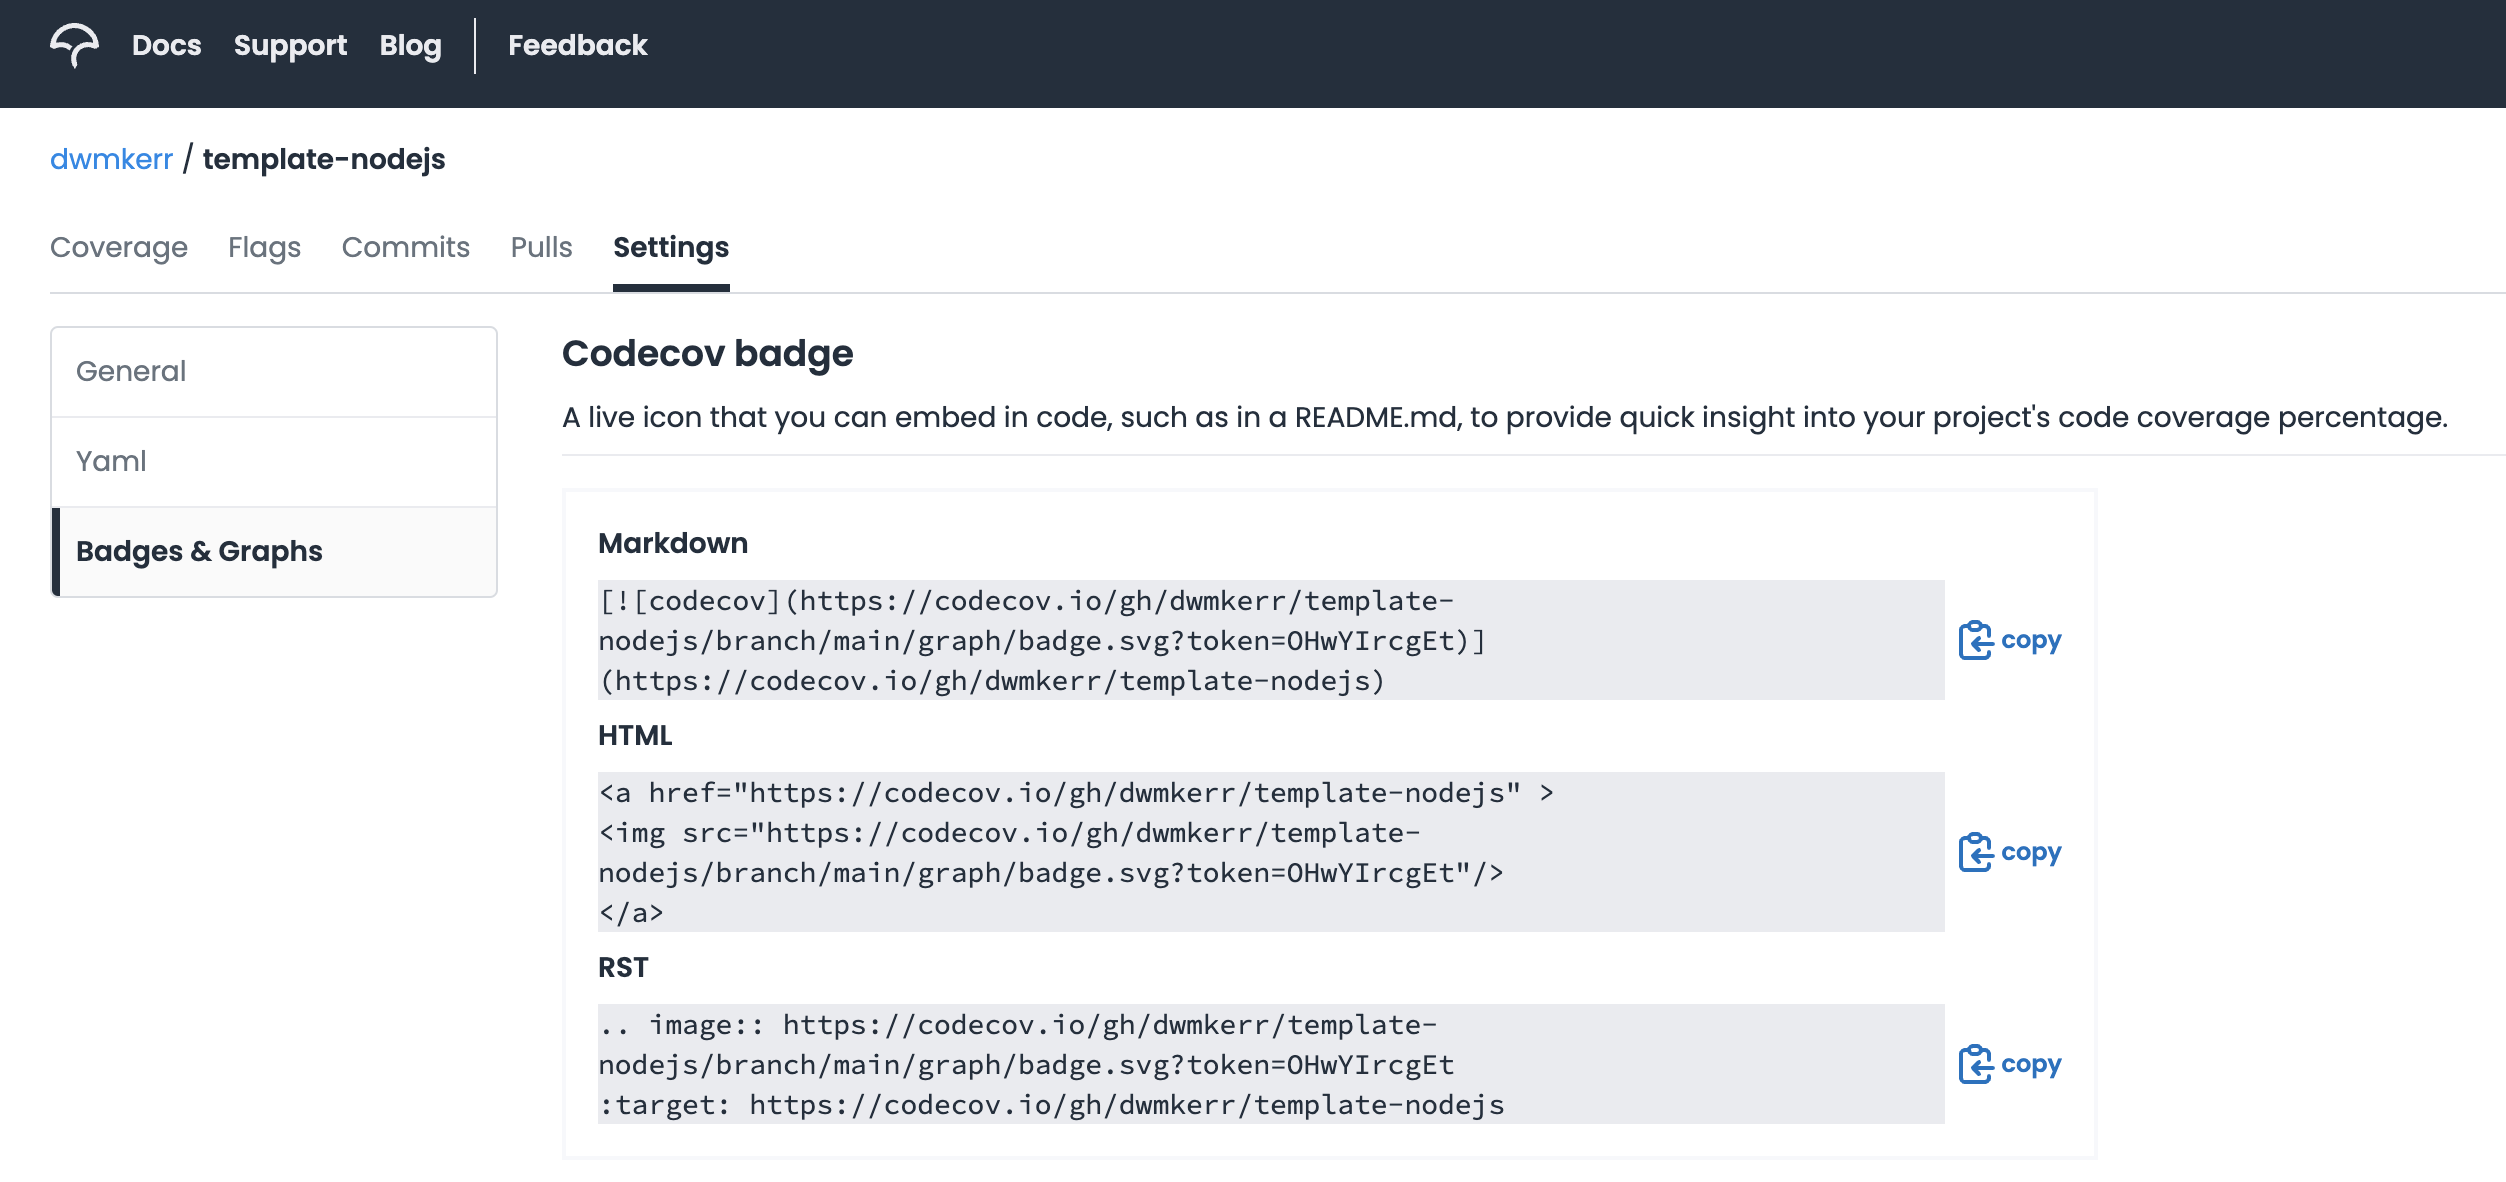 Docs Support Blog Feedback
dwmkerr / template-nodejs
Coverage Flags Commits Pulls Settings
General
Yaml
Badges & Graphs
Codecov badge
A live icon that you can embed in code, such as in a README.md, to provide quick insight into your project's code coverage percentage.
Markdown
[![codecov](https://codecov.io/gh/dwmkerr/template-
nodejs/branch/main/graph/badge.svg?token=OHwYIrcgEt)]
(https://codecov.io/gh/dwmkerr/template-nodejs)
copy
HTML
<a href="https://codecov.io/gh/dwmkerr/template-nodejs" >
<img src="https://codecov.io/gh/dwmkerr/template-
nodejs/branch/main/graph/badge.svg?token=OHwYIrcgEt"/>
</a>
copy
RST
.. image:: https://codecov.io/gh/dwmkerr/template-
nodejs/branch/main/graph/badge.svg?token=OHwYIrcgEt
:target: https://codecov.io/gh/dwmkerr/template-nodejs
copy